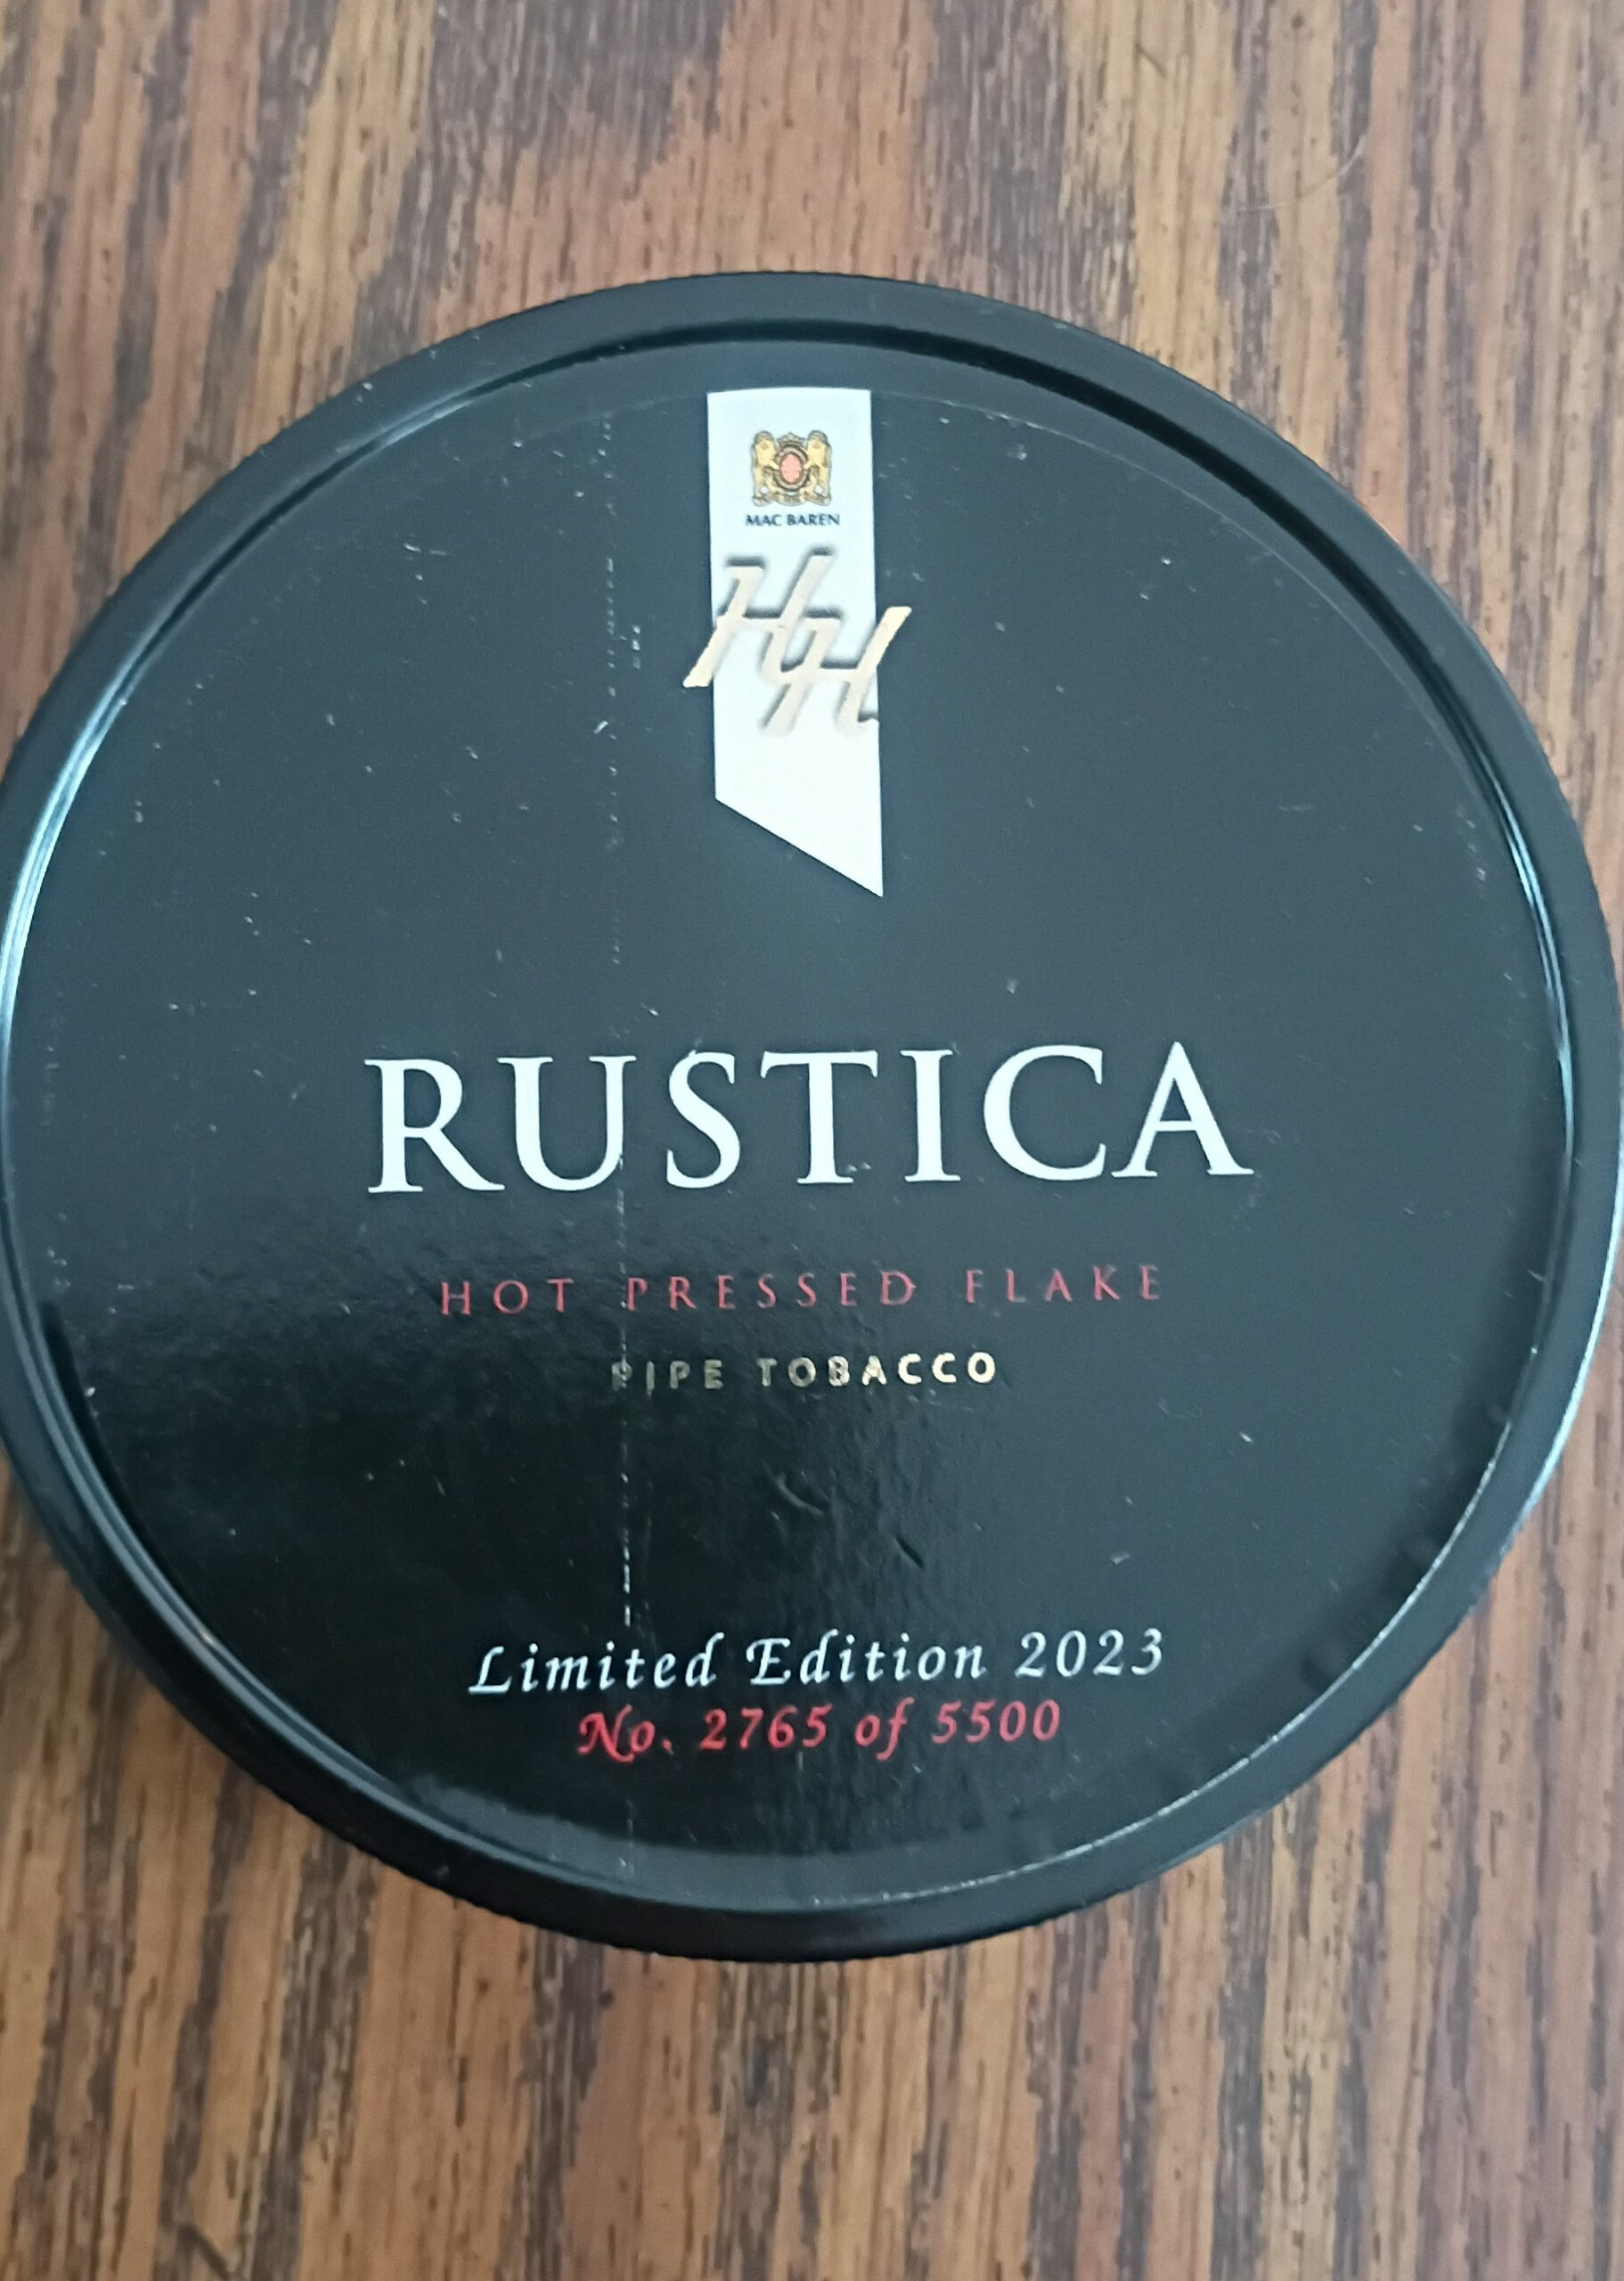 MAC BAREN
HH
RUSTICA
HOT PRESSED FLAKE
PIPE TOBACCO
Limited Edition 2023
No. 2765 of 5500